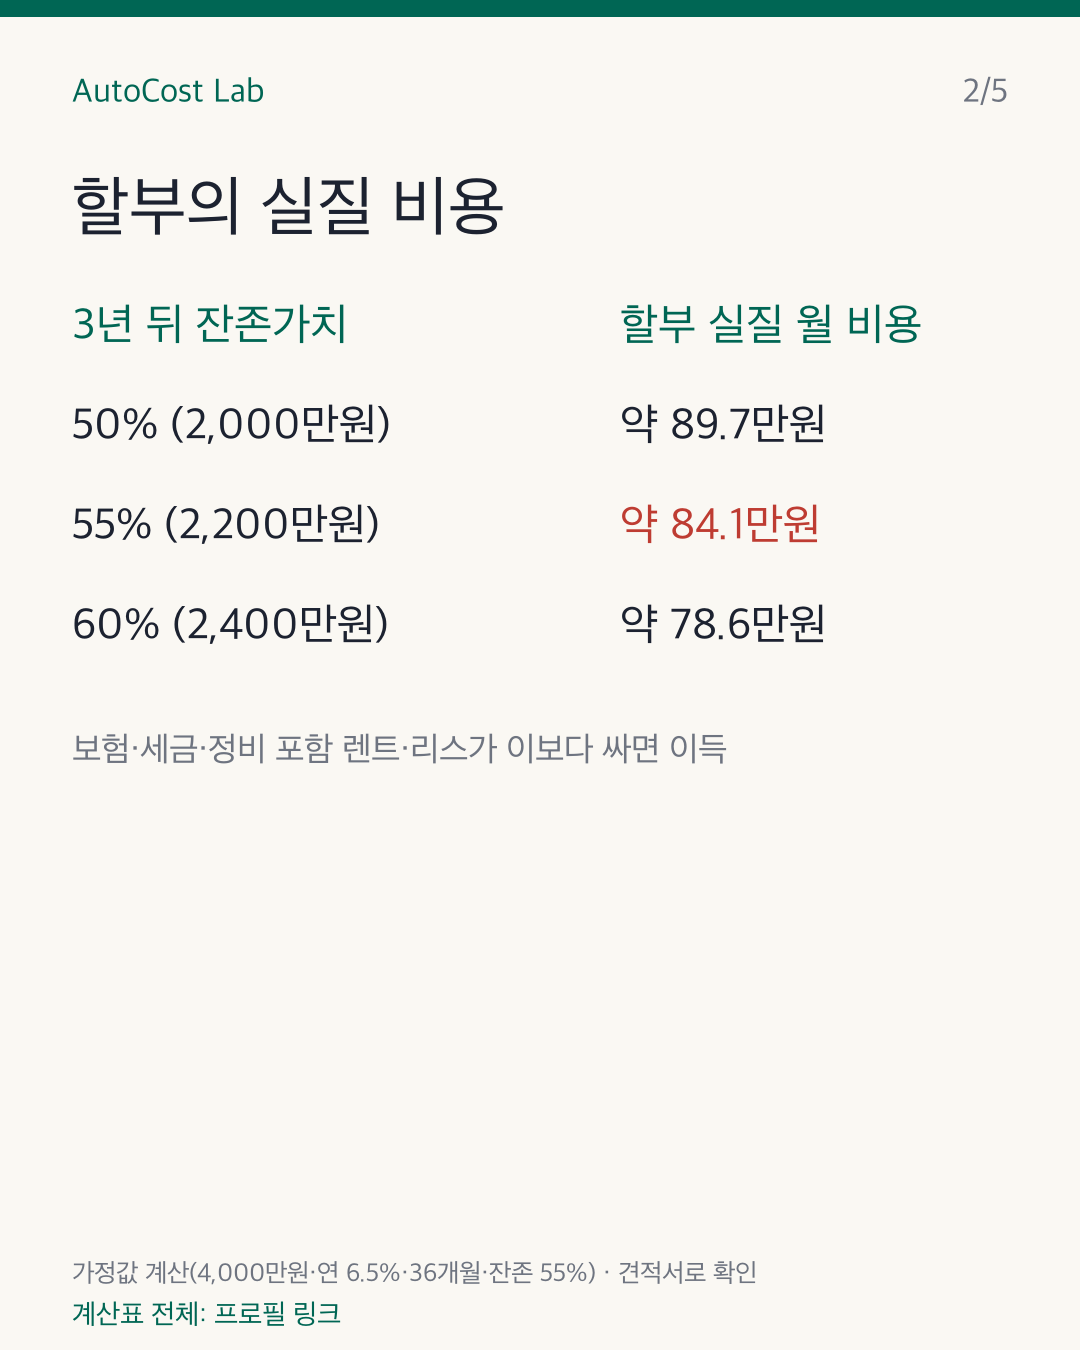 AutoCost Lab 2/5
할부의 실질 비용
3년 뒤 잔존가치 할부 실질 월 비용
50% (2,000만원) 약 89.7만원
55% (2,200만원) 약 84.1만원
60% (2,400만원) 약 78.6만원
보험·세금·정비 포함 렌트·리스가 이보다 싸면 이득
가정값 계산(4,000만원·연 6.5%·36개월·잔존 55%) · 견적서로 확인
계산표 전체: 프로필 링크